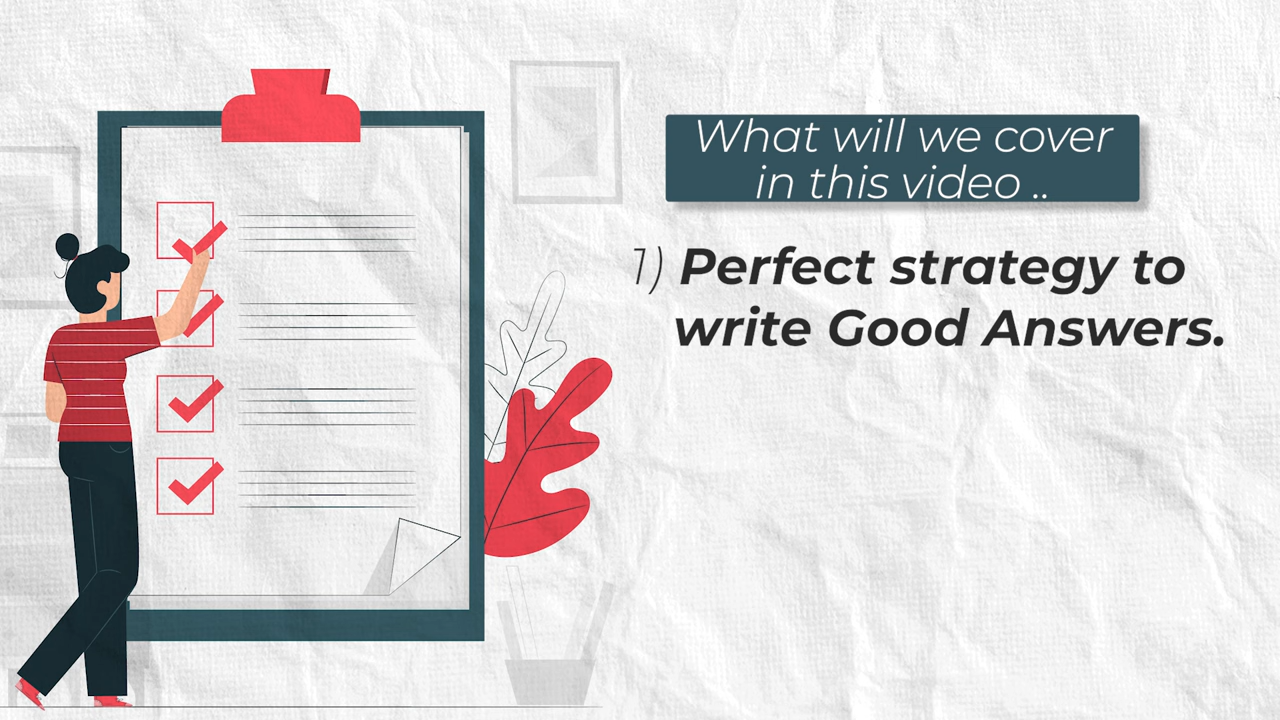 What will we cover
in this video ..
1) Perfect strategy to
write Good Answers.